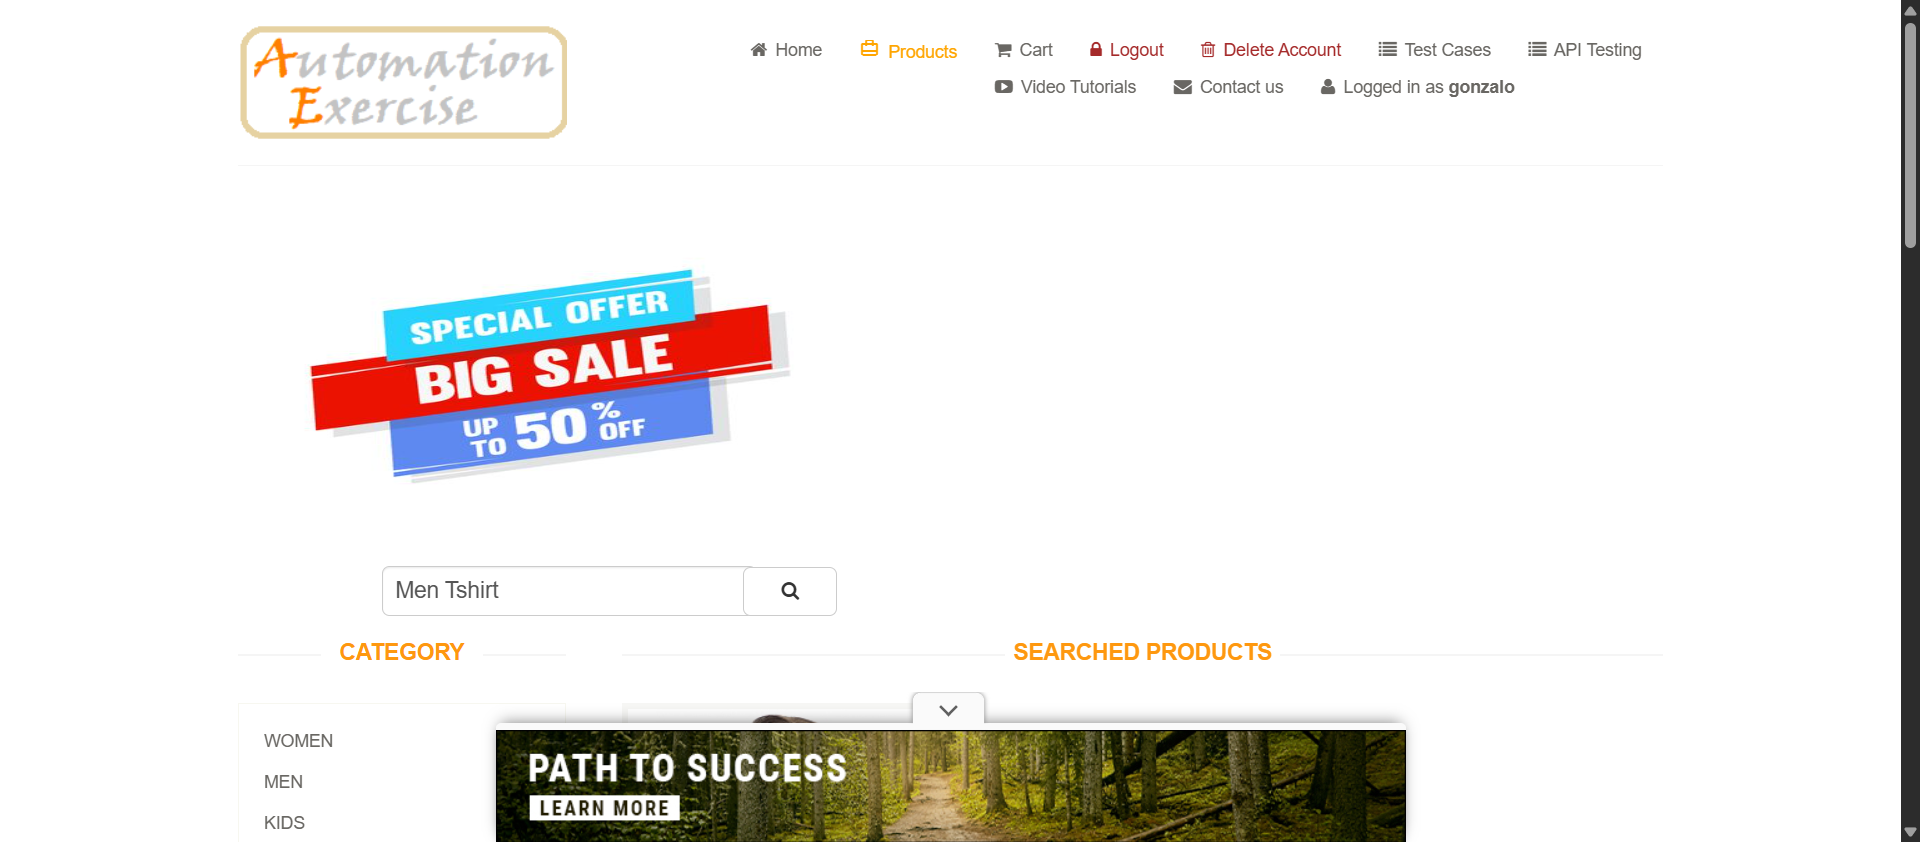 Automation
Exercise
Home
Products
Cart
Logout
Delete Account
Test Cases
API Testing
Video Tutorials
Contact us
Logged in as gonzalo
SPECIAL OFFER
BIG SALE
UP TO 50% OFF
Men Tshirt
CATEGORY
SEARCHED PRODUCTS
WOMEN
MEN
KIDS
PATH TO SUCCESS
LEARN MORE